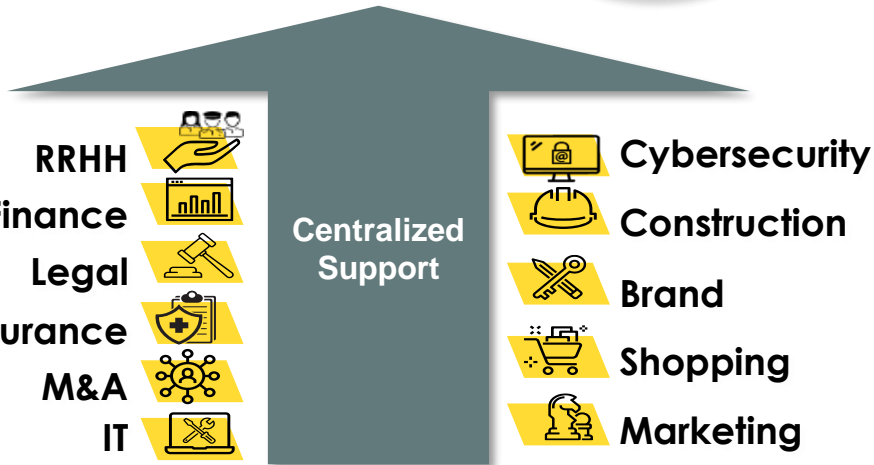 RRHH
inance
Legal
urance
M&A
IT
Centralized
Support
Cybersecurity
Construction
Brand
Shopping
Marketing